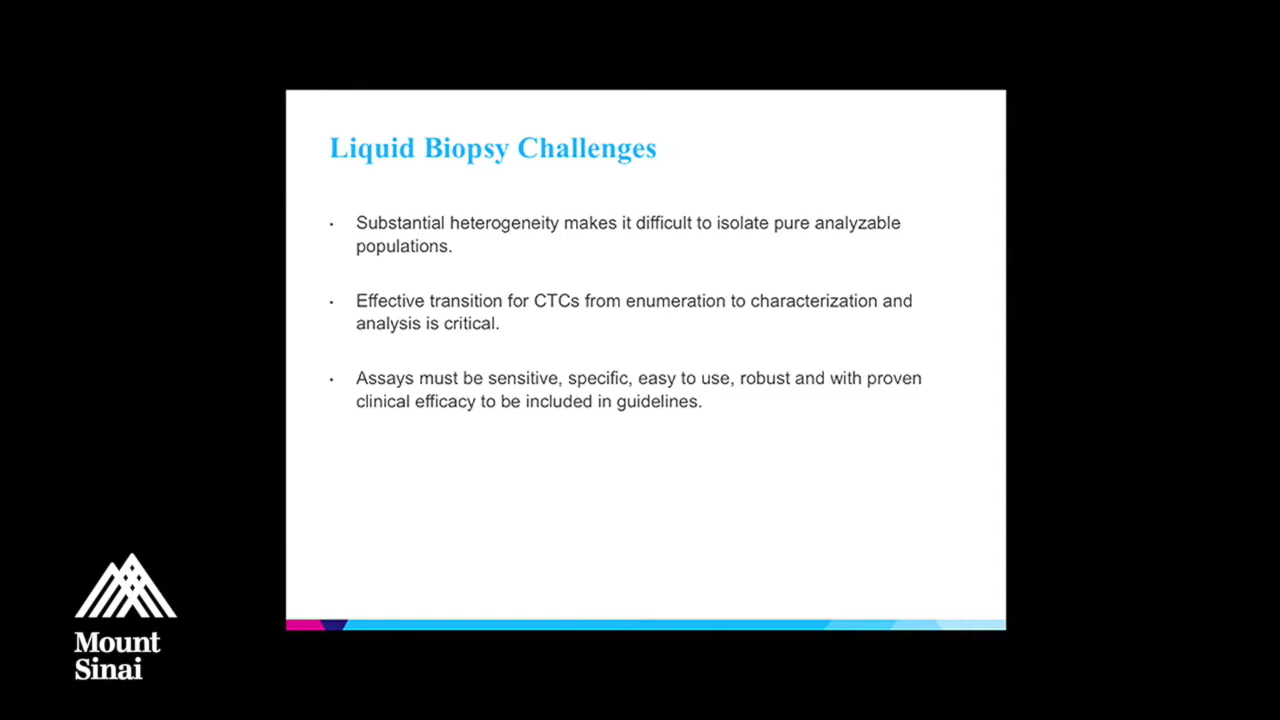 Liquid Biopsy Challenges
• Substantial heterogeneity makes it difficult to isolate pure analyzable
populations.
• Effective transition for CTCs from enumeration to characterization and
analysis is critical.
• Assays must be sensitive, specific, easy to use, robust and with proven
clinical efficacy to be included in guidelines.
Mount
Sinai